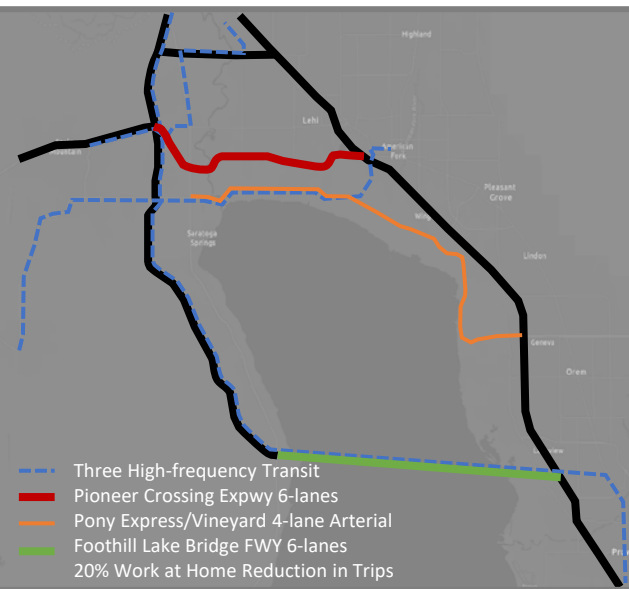 Highland
Lehi
American
Fork
Mountain
Pleasant
Grove
Saratoga
Springs
Lindon
Geneva
Orem
Three High-frequency Transit
Pioneer Crossing Expwy 6-lanes
Pony Express/Vineyard 4-lane Arterial
Foothill Lake Bridge FWY 6-lanes
20% Work at Home Reduction in Trips